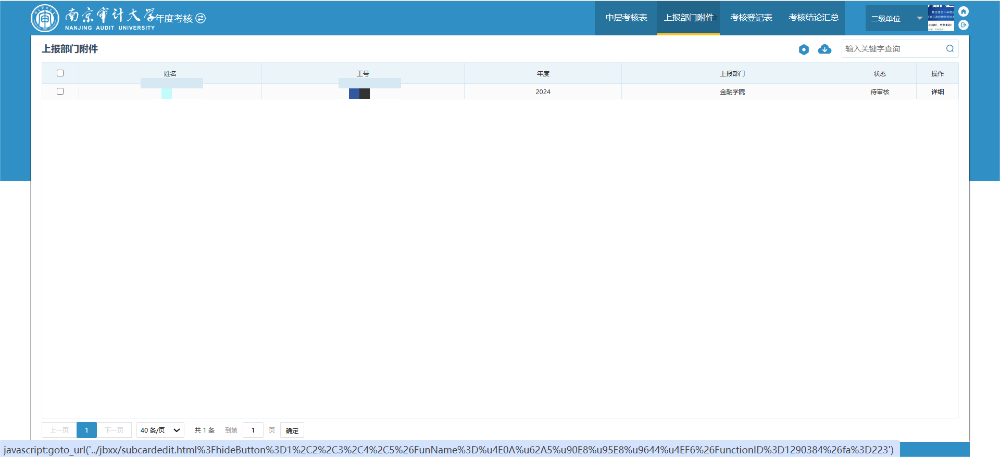 南京审计大学年度考核
NANJING AUDIT UNIVERSITY
中层考核表 上报部门附件 考核登记表 考核结论汇总
二级单位
上报部门附件
输入关键字查询
姓名 工号 年度 上报部门 状态 操作
2024 金融学院 待审核 详细
上一页 1 下一页 40 条/页 共 1 条 到第 1 页 确定
javascript:goto_url('../jbxx/subcardedit.html%3FhideButton%3D1%2C2%2C3%2C4%2C5%26FunName%3D%u4E0A%u62A5%u90E8%u95E8%u9644%u4EF6%26FunctionID%3D1290384%26fa%3D223')